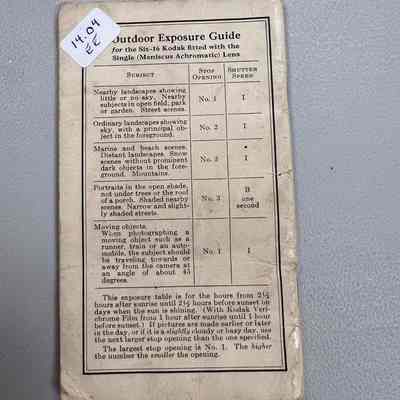 14.04
EE
Outdoor Exposure Guide
for the Six-16 Kodak fitted with the
Single (Meniscus Achromatic) Lens
SUBJECT
STOP OPENING
SHUTTER SPEED
Nearby landscapes showing
little or no sky. Nearby
subjects in open field, park
or garden. Street scenes.
No. 1
I
Ordinary landscapes showing
sky, with a principal ob-
ject in the foreground.
No. 2
I
Marine and beach scenes.
Distant landscapes. Snow
scenes without prominent
dark objects in the fore-
ground. Mountains.
No. 3
I
Portraits in the open shade,
not under trees or the roof
of a porch. Shaded nearby
scenes. Narrow and slight-
ly shaded streets.
No. 3
B
one
second
Moving objects.
When photographing a
moving object such as a
runner, train or an auto-
mobile, the subject should
be traveling towards or
away from the camera at
an angle of about 45
degrees.
No. 1
I
This exposure table is for the hours from 2½
hours after sunrise until 2½ hours before sunset on
days when the sun is shining. (With Kodak Veri-
chrome Film from 1 hour after sunrise until 1 hour
before sunset.) If pictures are made earlier or later
in the day, or if it is a slightly cloudy or hazy day, use
the next larger stop opening than the one specified.
The largest stop opening is No. 1. The higher
the number the smaller the opening.